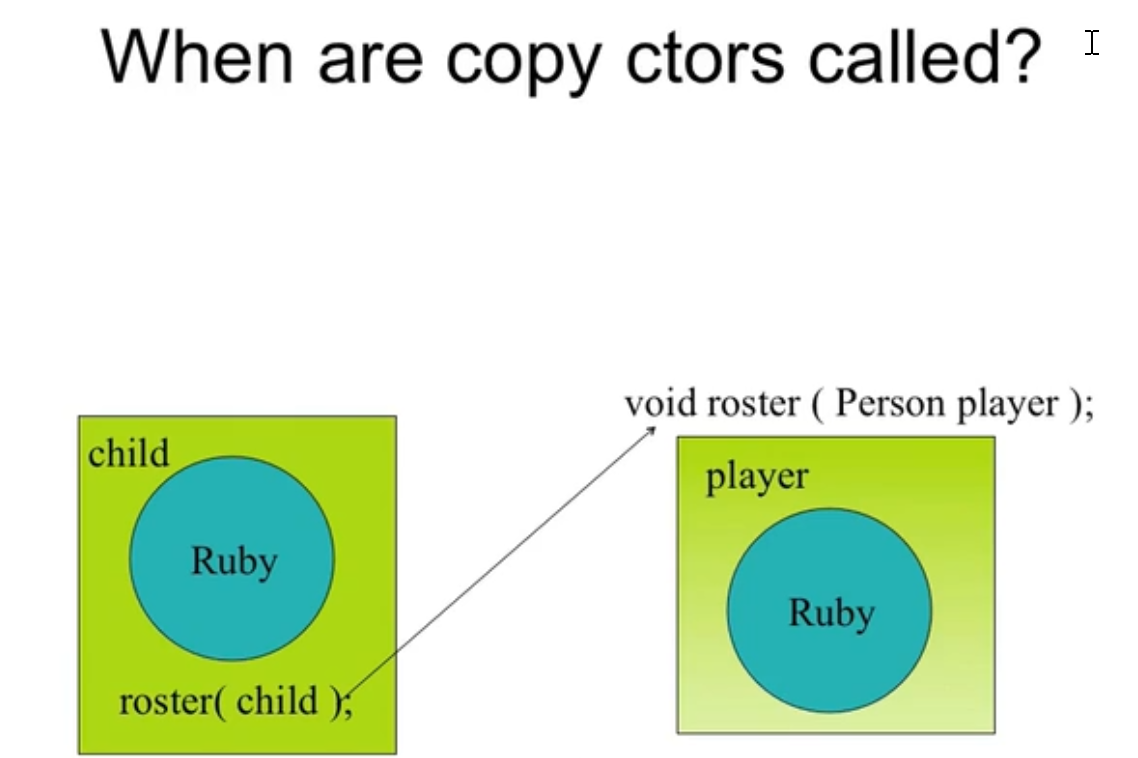 When are copy ctors called?
void roster ( Person player );
child
Ruby
roster( child );
player
Ruby